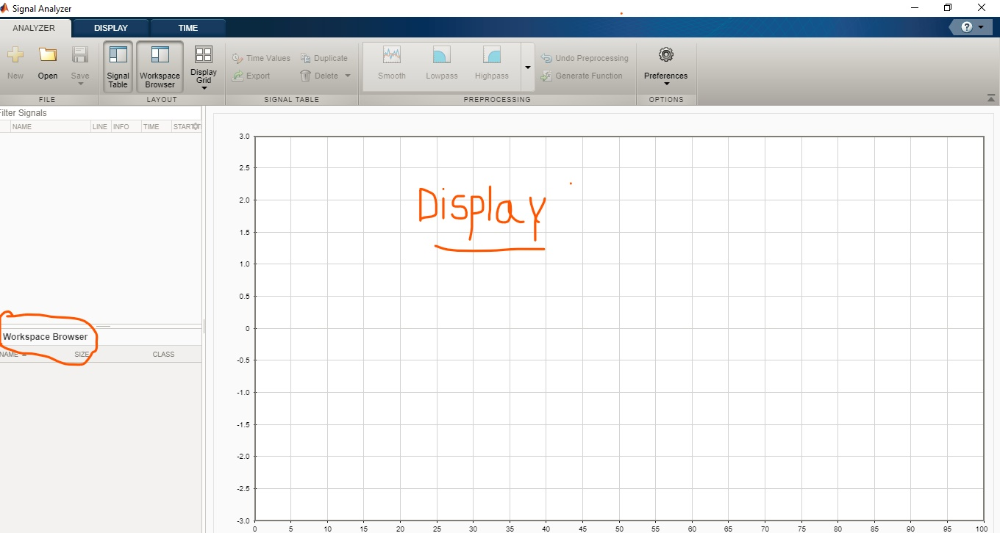 Signal Analyzer
ANALYZER DISPLAY TIME
New Open Save Signal Table Workspace Browser Display Grid Time Values Duplicate Export Delete Smooth Lowpass Highpass Undo Preprocessing Generate Function Preferences
FILE LAYOUT SIGNAL TABLE PREPROCESSING OPTIONS
ilter Signals
NAME LINE INFO TIME START
3.0
2.5
Display
2.0
1.5
1.0
0.5
0
Workspace Browser
NAME SIZE CLASS
-0.5
-1.0
-1.5
-2.0
-2.5
-3.0
0 5 10 15 20 25 30 35 40 45 50 55 60 65 70 75 80 85 90 95 100